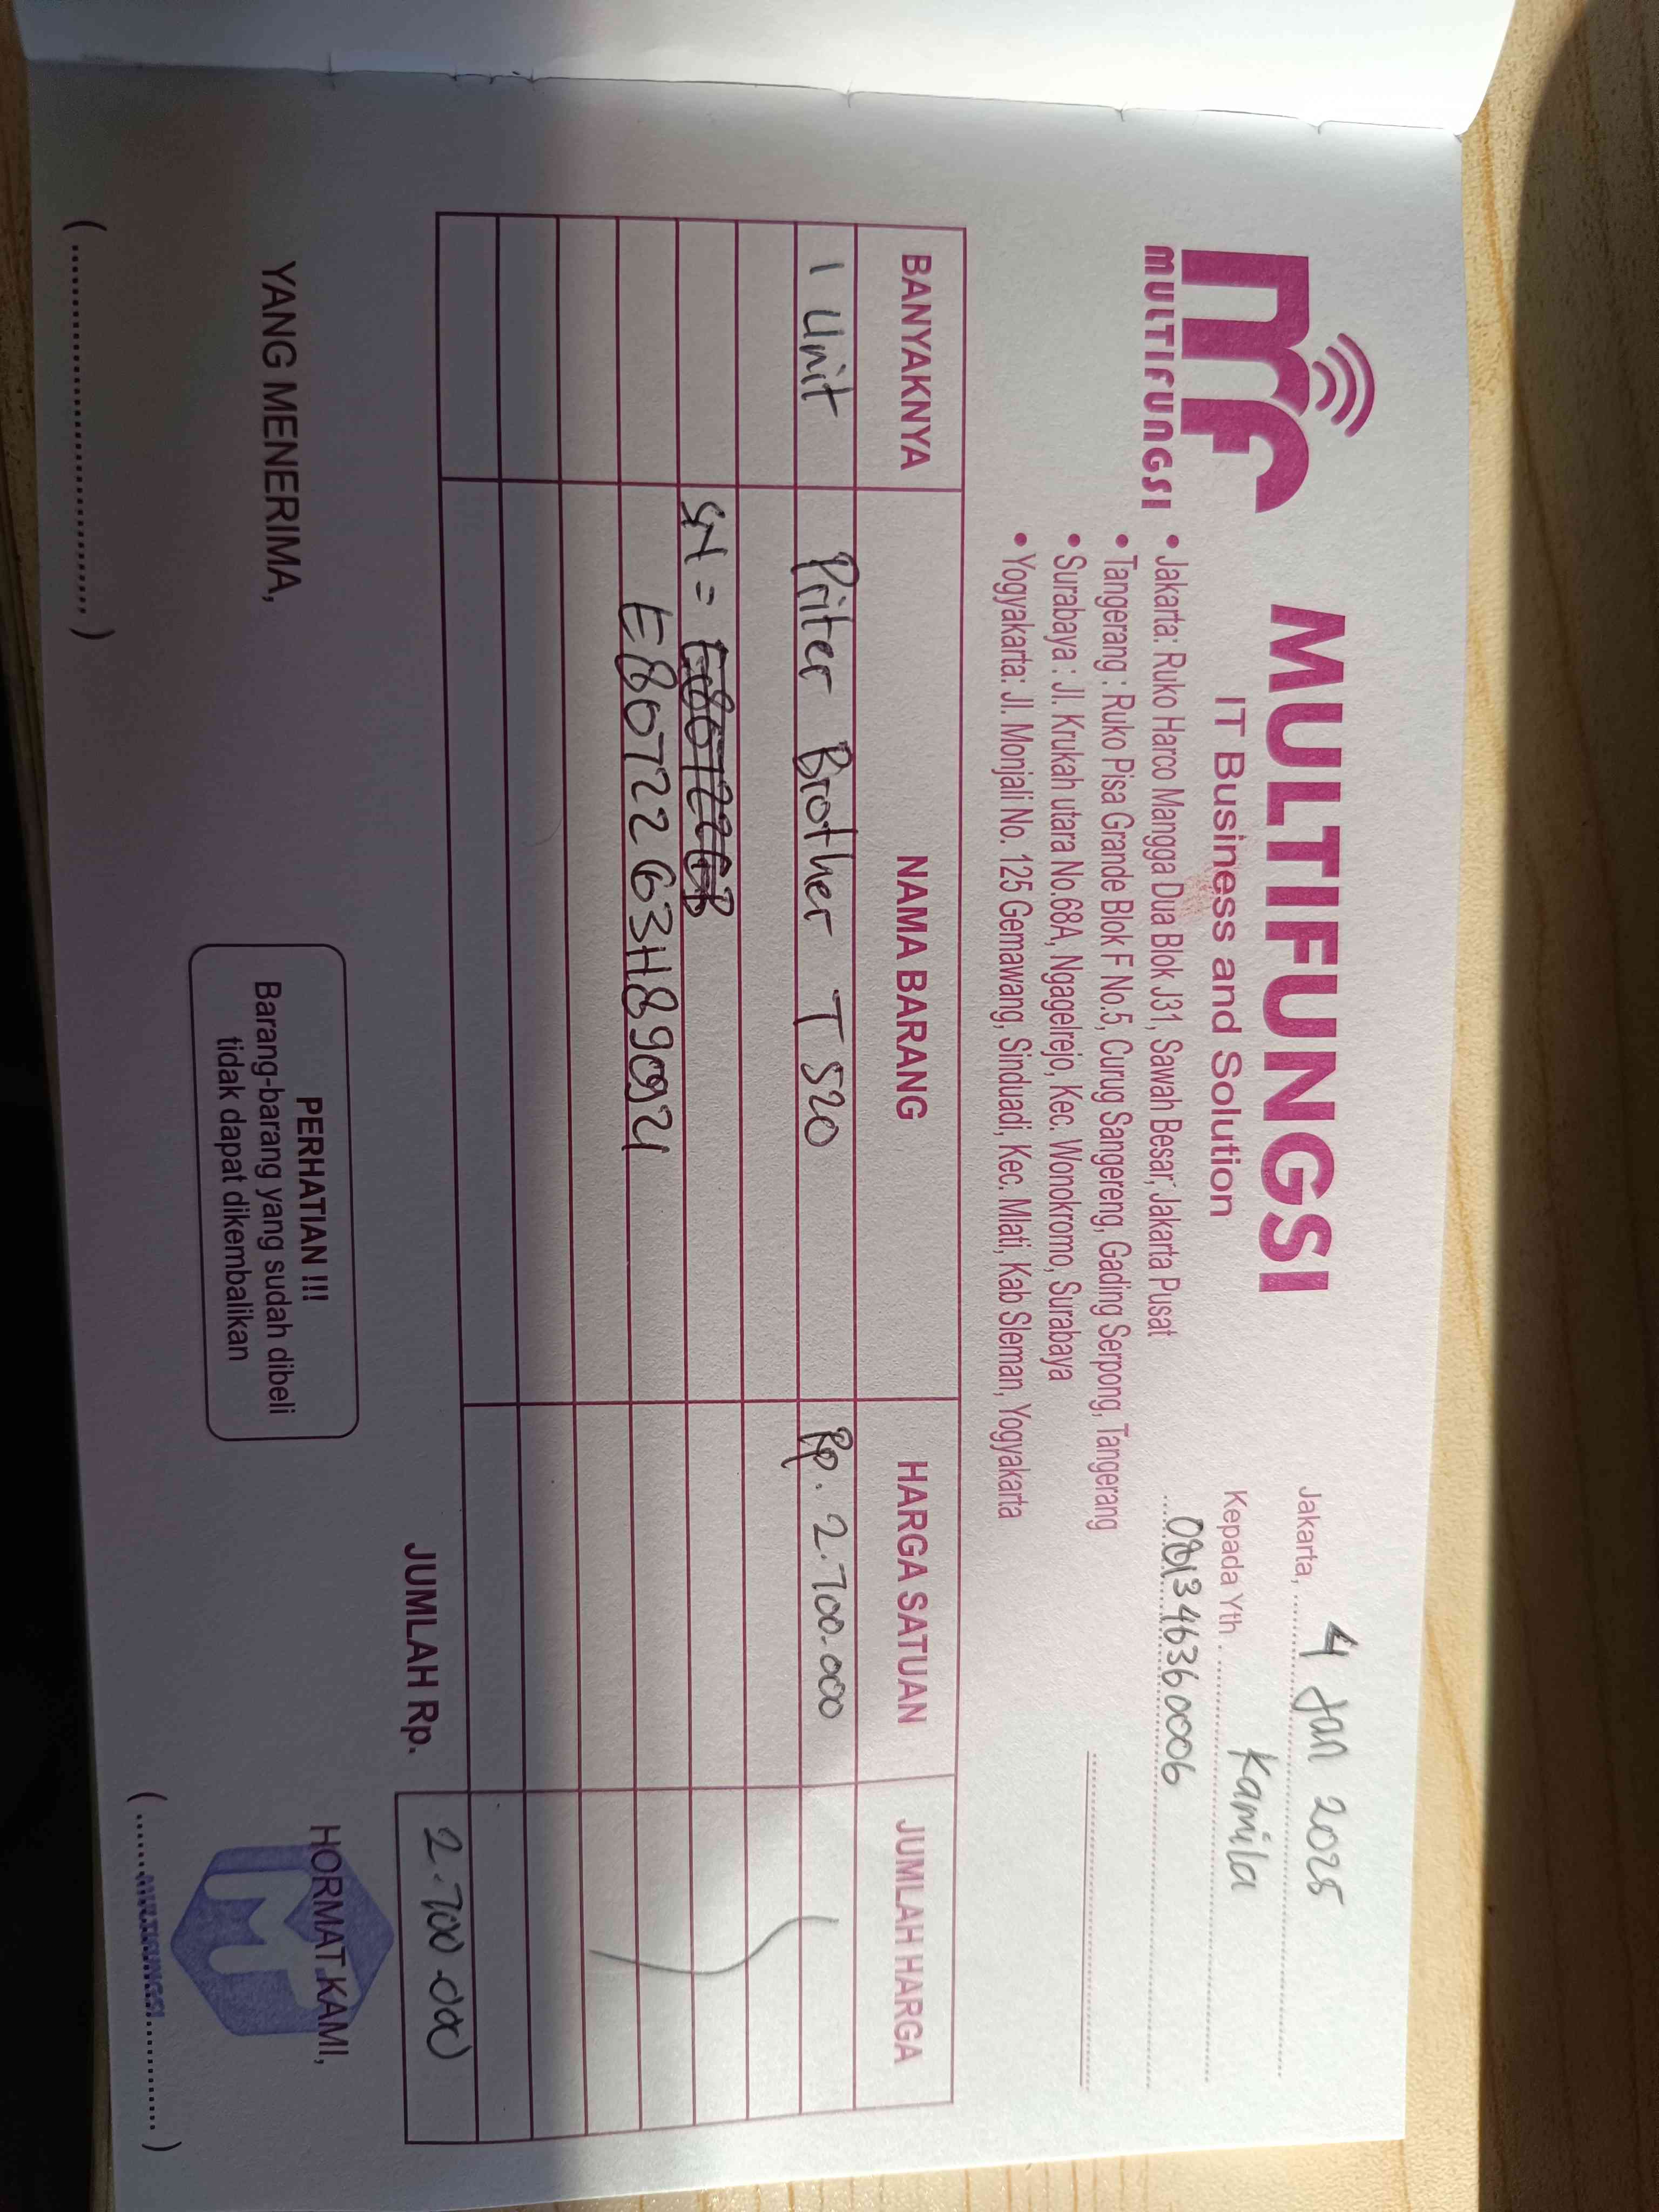 MULTIFUNGSI
MULTIFUNGSI
IT Business and Solution
• Jakarta: Ruko Harco Mangga Dua Blok J31, Sawah Besar, Jakarta Pusat
• Tangerang : Ruko Pisa Grande Blok F No.5, Curug Sangereng, Gading Serpong, Tangerang
• Surabaya : Jl. Krukah utara No.68A, Ngagelrejo, Kec. Wonokromo, Surabaya
• Yogyakarta: Jl. Monjali No. 125 Gemawang, Sinduadi, Kec. Mlati, Kab Sleman, Yogyakarta
Jakarta, 4 Jan 2025
Kepada Yth. Kamila
081346360006
BANYAKNYA NAMA BARANG HARGA SATUAN JUMLAH HARGA
1 Unit Priter Brother T520 Rp. 2.700.000
SN =
E80722G3H890921
JUMLAH Rp. 2.700.000
YANG MENERIMA,
PERHATIAN !!!
Barang-barang yang sudah dibeli
tidak dapat dikembalikan
HORMAT KAMI,
MULTIFUNGSI